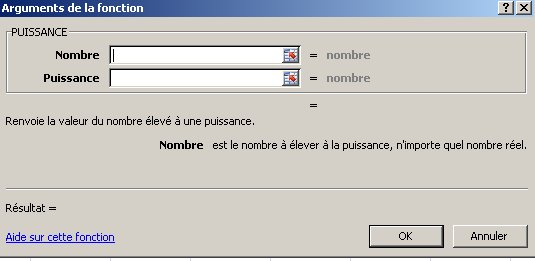 Arguments de la fonction
PUISSANCE
Nombre = nombre
Puissance = nombre
=
Renvoie la valeur du nombre élevé à une puissance.
Nombre est le nombre à élever à la puissance, n'importe quel nombre réel.
Résultat =
Aide sur cette fonction OK Annuler